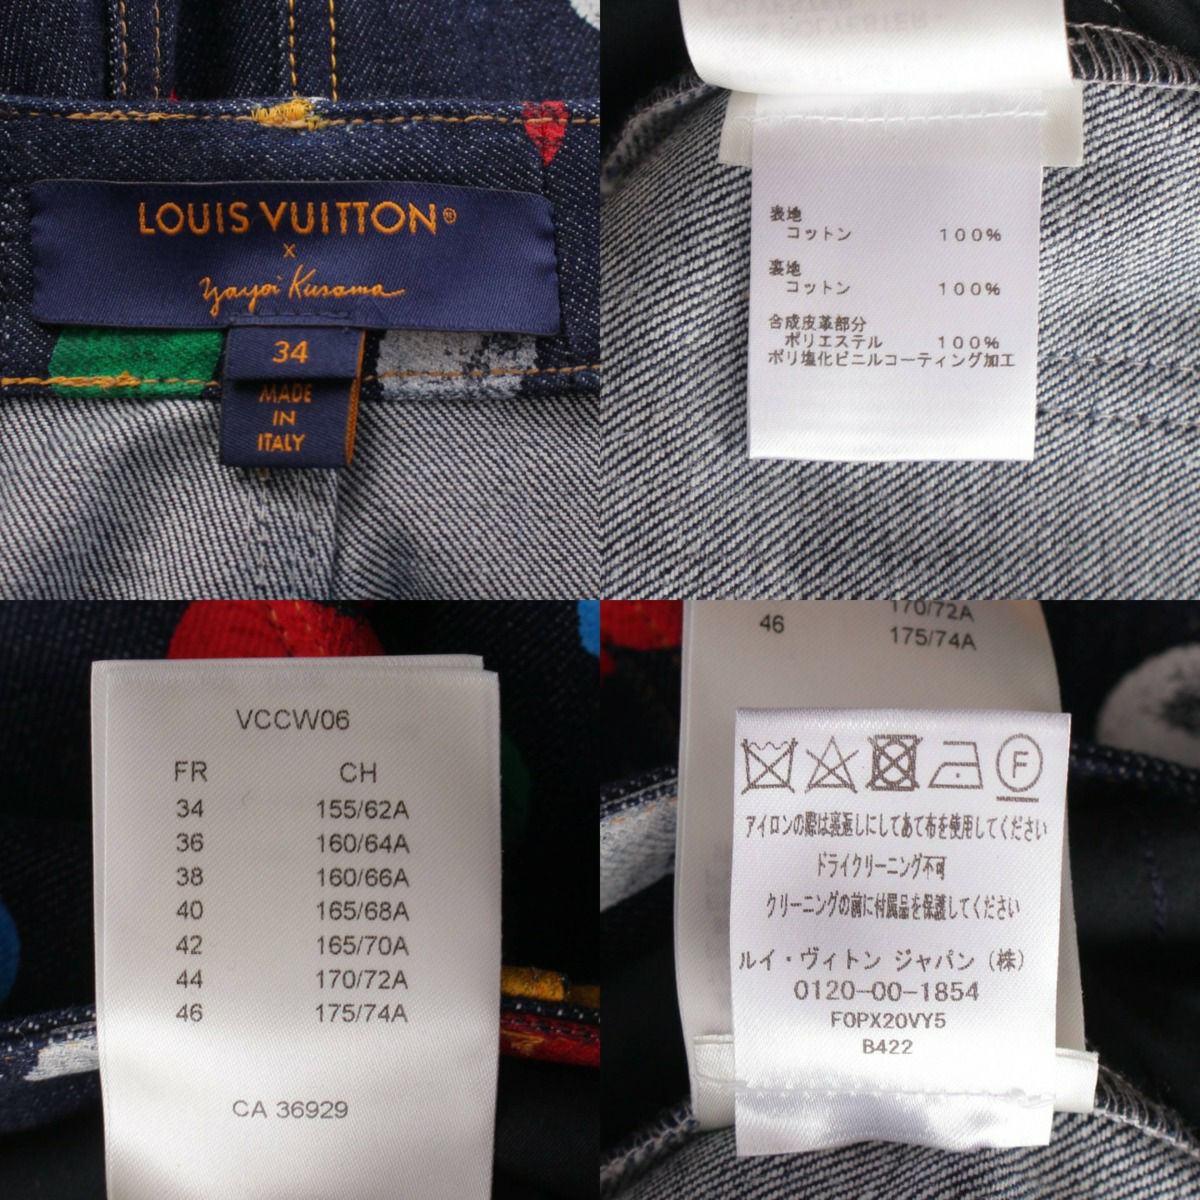 LOUIS VUITTON®
x
Yayoi Kusama
34
MADE
IN
ITALY
POLYESTER
POLYESTER.
表地
コットン 100%
裏地
コットン 100%
合成皮革部分
ポリエステル 100%
ポリ塩化ビニルコーティング加工
VCCW06
FR CH
34 155/62A
36 160/64A
38 160/66A
40 165/68A
42 165/70A
44 170/72A
46 175/74A
CA 36929
170/72A
46 175/74A
F
アイロンの際は裏返しにしてあて布を使用してください
ドライクリーニング不可
クリーニングの前に付属品を保護してください
ルイ・ヴィトン ジャパン（株）
0120-00-1854
F0PX20VY5
B422